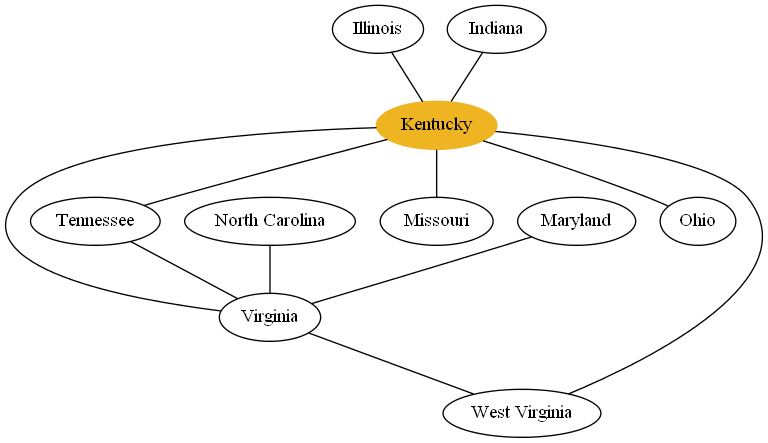 Illinois
Indiana
Kentucky
Tennessee
North Carolina
Missouri
Maryland
Ohio
Virginia
West Virginia